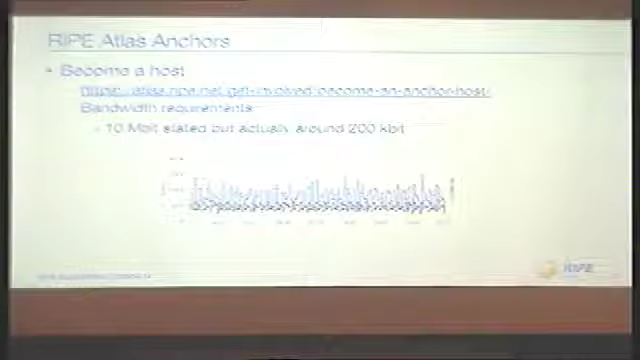 RIPE Atlas Anchors
• Become a host
https://atlas.ripe.net/get-involved/become-an-anchor-host/
Bandwidth requirements
- 10 Mbit stated but actually around 200 kbit
RIPE